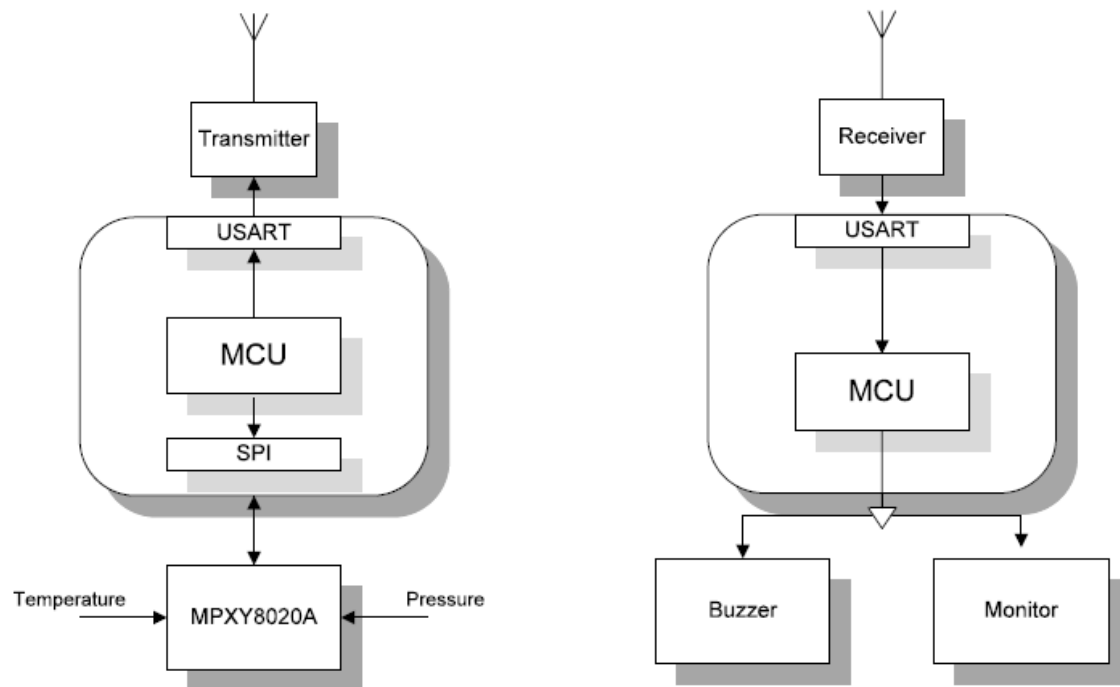 Transmitter
USART
MCU
SPI
Temperature
MPXY8020A
Pressure
Receiver
USART
MCU
Buzzer
Monitor